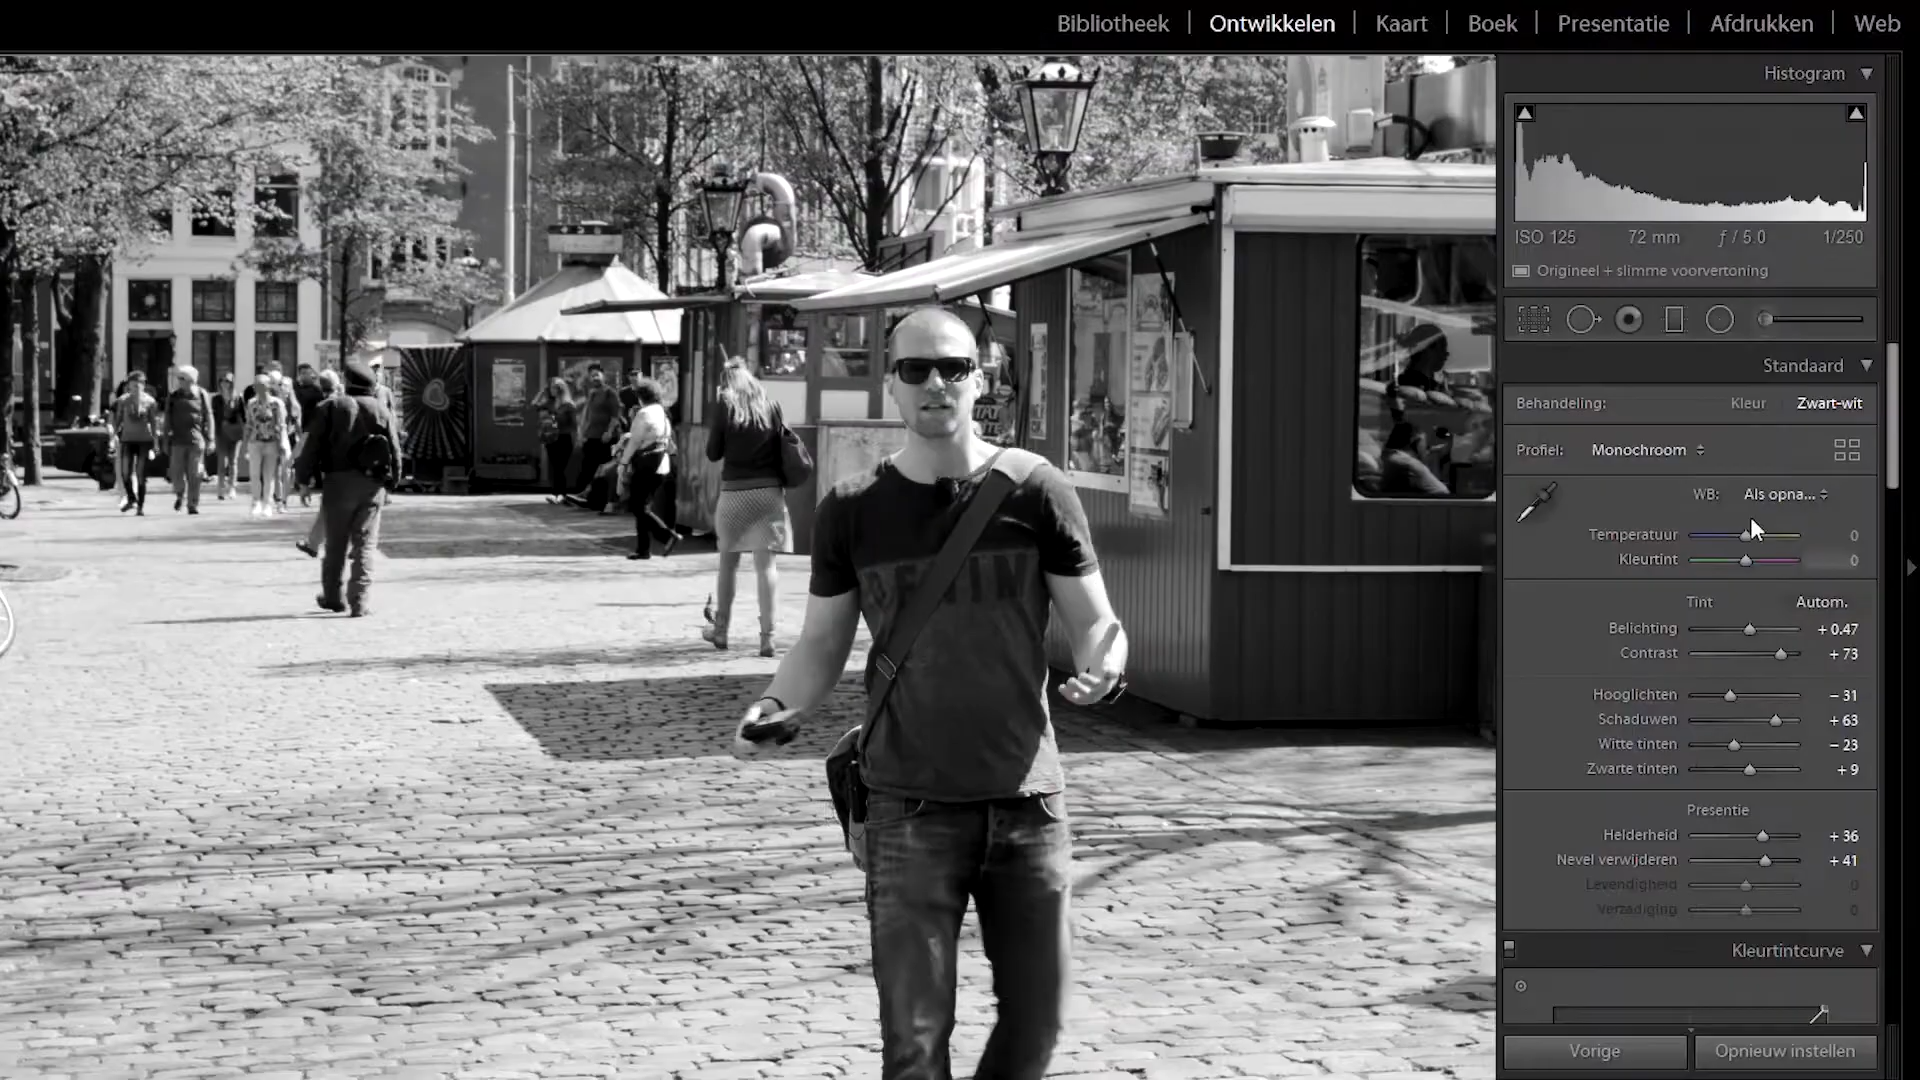 Bibliotheek | Ontwikkelen | Kaart | Boek | Presentatie | Afdrukken | Web
Histogram
ISO 125 72 mm ƒ / 5.0 1/250
Origineel + slimme voorvertoning
Standaard
Behandeling: Kleur Zwart-wit
Profiel: Monochroom
WB: Als opna...
Temperatuur 0
Kleurtint 0
Tint Autom.
Belichting + 0.47
Contrast + 73
Hooglichten – 31
Schaduwen + 63
Witte tinten – 23
Zwarte tinten + 9
Presentie
Helderheid + 36
Nevel verwijderen + 41
Levendigheid 0
Verzadiging 0
Kleurtintcurve
Vorige Opnieuw instellen
DENIM